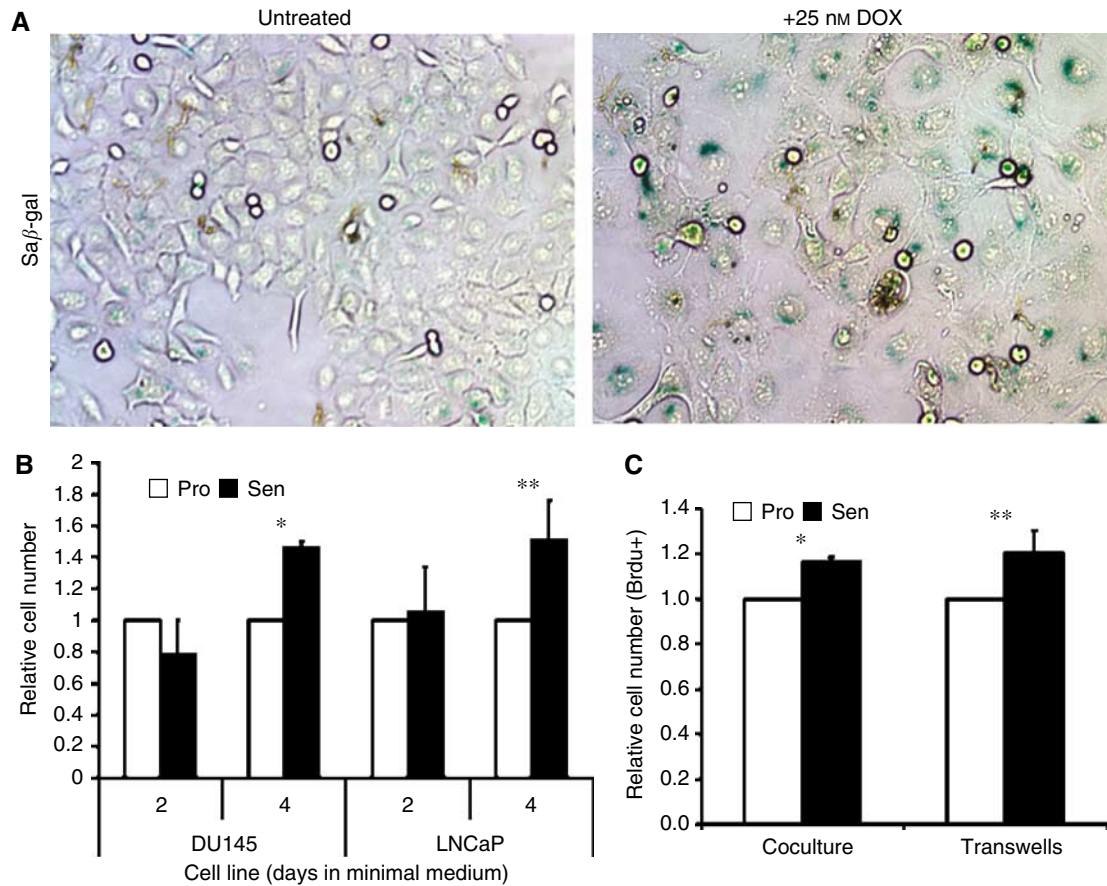 A
Untreated
+25 nM DOX
Saβ-gal
B
Pro
Sen
Relative cell number
2
1.8
1.6
1.4
1.2
1
0.8
0.6
0.4
0.2
0
*
**
2
4
2
4
DU145
LNCaP
Cell line (days in minimal medium)
C
Pro
Sen
Relative cell number (Brdu+)
1.4
1.2
1.0
0.8
0.6
0.4
0.2
0.0
*
**
Coculture
Transwells